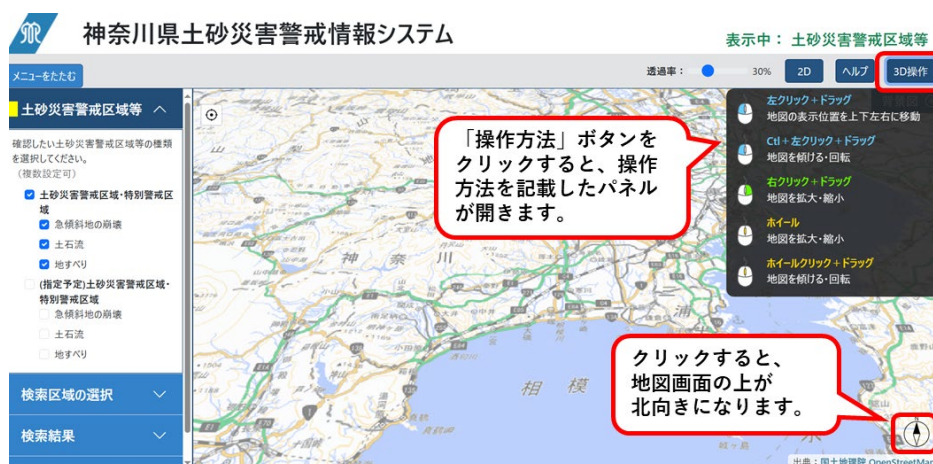 神奈川県土砂災害警戒情報システム
表示中： 土砂災害警戒区域等
メニューをたたむ
透過率：
30%
2D
ヘルプ
3D操作
土砂災害警戒区域等
確認したい土砂災害警戒区域等の種類
を選択してください。
（複数設定可）
土砂災害警戒区域・特別警戒区
域
急傾斜地の崩壊
土石流
地すべり
(指定予定)土砂災害警戒区域・
特別警戒区域
急傾斜地の崩壊
土石流
地すべり
検索区域の選択
検索結果
「操作方法」ボタンを
クリックすると、操作
方法を記載したパネル
が開きます。
左クリック＋ドラッグ
地図の表示位置を上下左右に移動
Ctl＋左クリック＋ドラッグ
地図を傾ける・回転
右クリック＋ドラッグ
地図を拡大・縮小
ホイール
地図を拡大・縮小
ホイールクリック＋ドラッグ
地図を傾ける・回転
神 奈 川
クリックすると、
地図画面の上が
北向きになります。
相 模
出典：国土地理院 OpenStreetMap